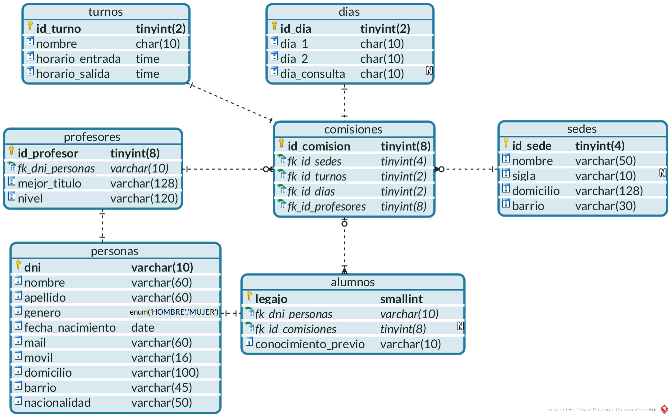 turnos
id_turno tinyint(2)
nombre char(10)
horario_entrada time
horario_salida time
dias
id_dia tinyint(2)
dia_1 char(10)
dia_2 char(10)
dia_consulta char(10) N
profesores
id_profesor tinyint(8)
fk_dni_personas varchar(10)
mejor_titulo varchar(128)
nivel varchar(120)
comisiones
id_comision tinyint(8)
fk_id_sedes tinyint(4)
fk_id_turnos tinyint(2)
fk_id_dias tinyint(2)
fk_id_profesores tinyint(8)
sedes
id_sede tinyint(4)
nombre varchar(50)
sigla varchar(10) N
domicilio varchar(128)
barrio varchar(30)
personas
dni varchar(10)
nombre varchar(60)
apellido varchar(60)
genero enum('HOMBRE','MUJER')
fecha_nacimiento date
mail varchar(60)
movil varchar(16)
domicilio varchar(100)
barrio varchar(45)
nacionalidad varchar(50)
alumnos
legajo smallint
fk_dni_personas varchar(10)
fk_id_comisiones tinyint(8) N
conocimiento_previo varchar(10)